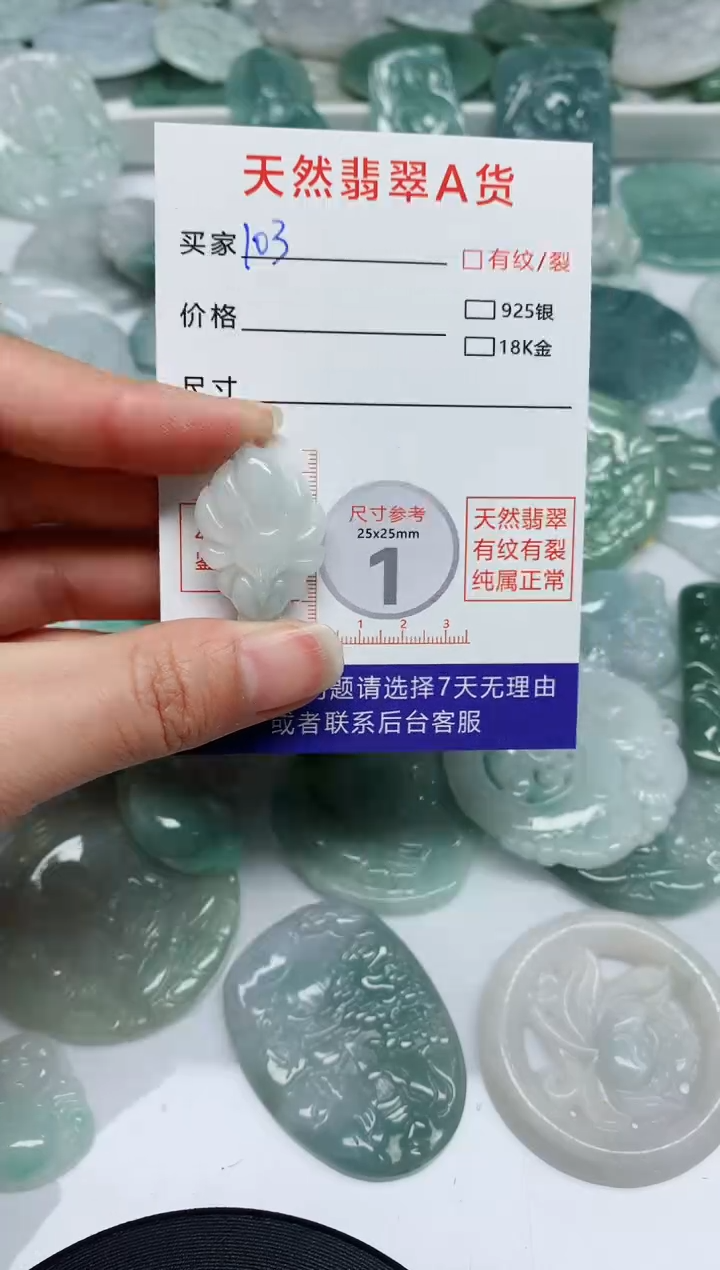 天然翡翠A货
买家 103
□有纹/裂
价格
□925银
□18K金
尺寸
尺寸参考
25x25mm
1
天然翡翠
有纹有裂
纯属正常
1 2 3
题请选择7天无理由
或者联系后台客服